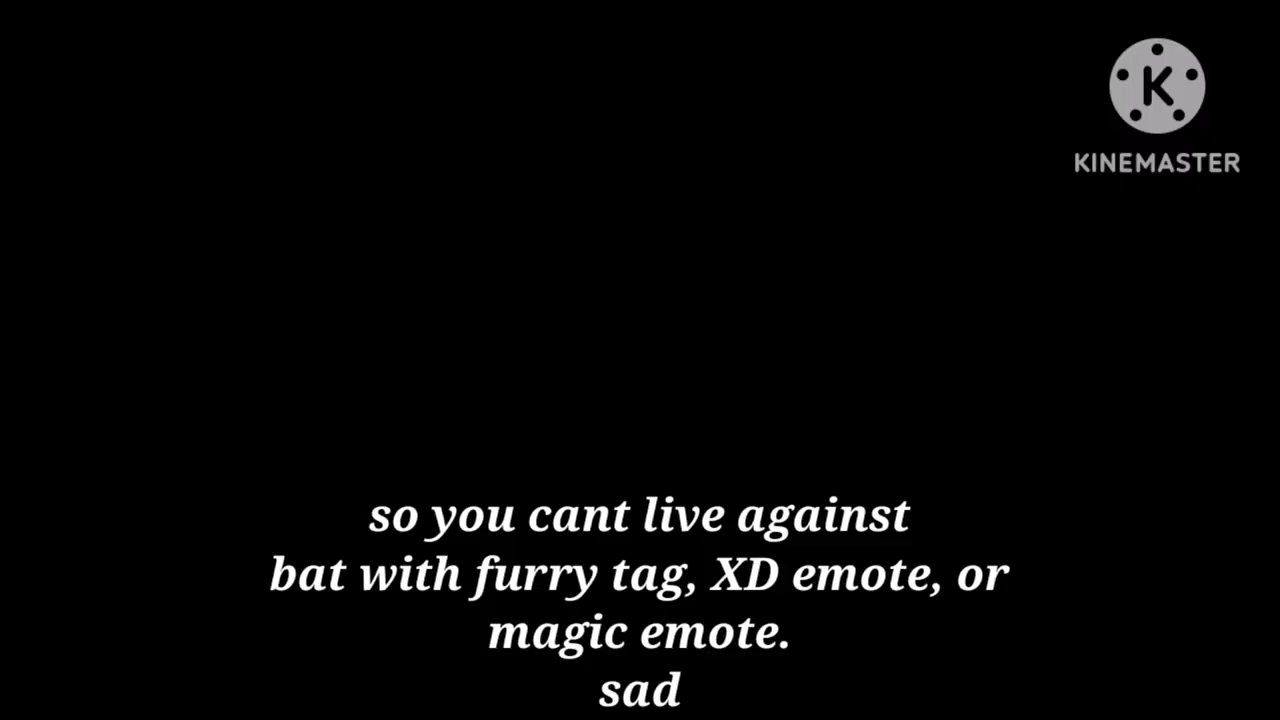 K
KINEMASTER
so you cant live against
bat with furry tag, XD emote, or
magic emote.
sad